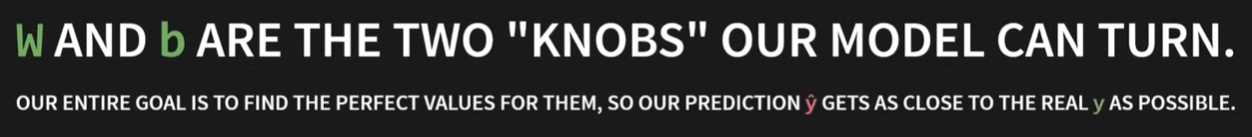 W AND b ARE THE TWO "KNOBS" OUR MODEL CAN TURN.
OUR ENTIRE GOAL IS TO FIND THE PERFECT VALUES FOR THEM, SO OUR PREDICTION ŷ GETS AS CLOSE TO THE REAL y AS POSSIBLE.